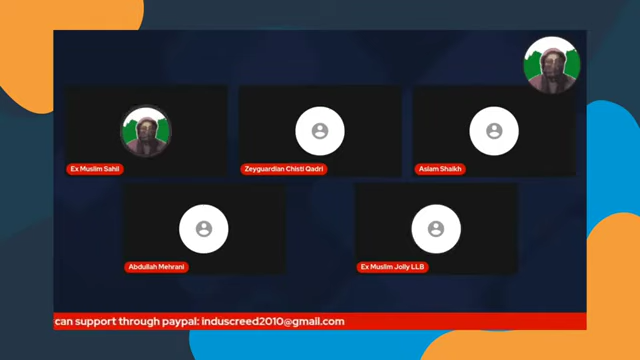 Ex Muslim Sahil
Zeyguardian Chisti Qadri
Aslam Shaikh
Abdullah Mehrani
Ex Muslim Jolly LLB
can support through paypal: induscreed2010@gmail.com